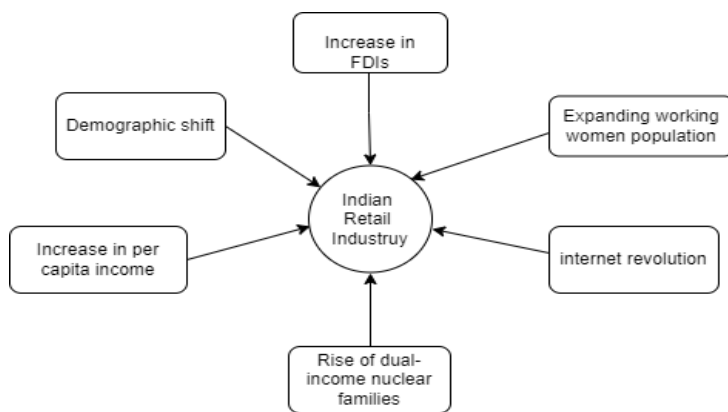 Increase in
FDIs
Demographic shift
Expanding working
women population
Indian
Retail
Industruy
Increase in per
capita income
internet revolution
Rise of dual-
income nuclear
families